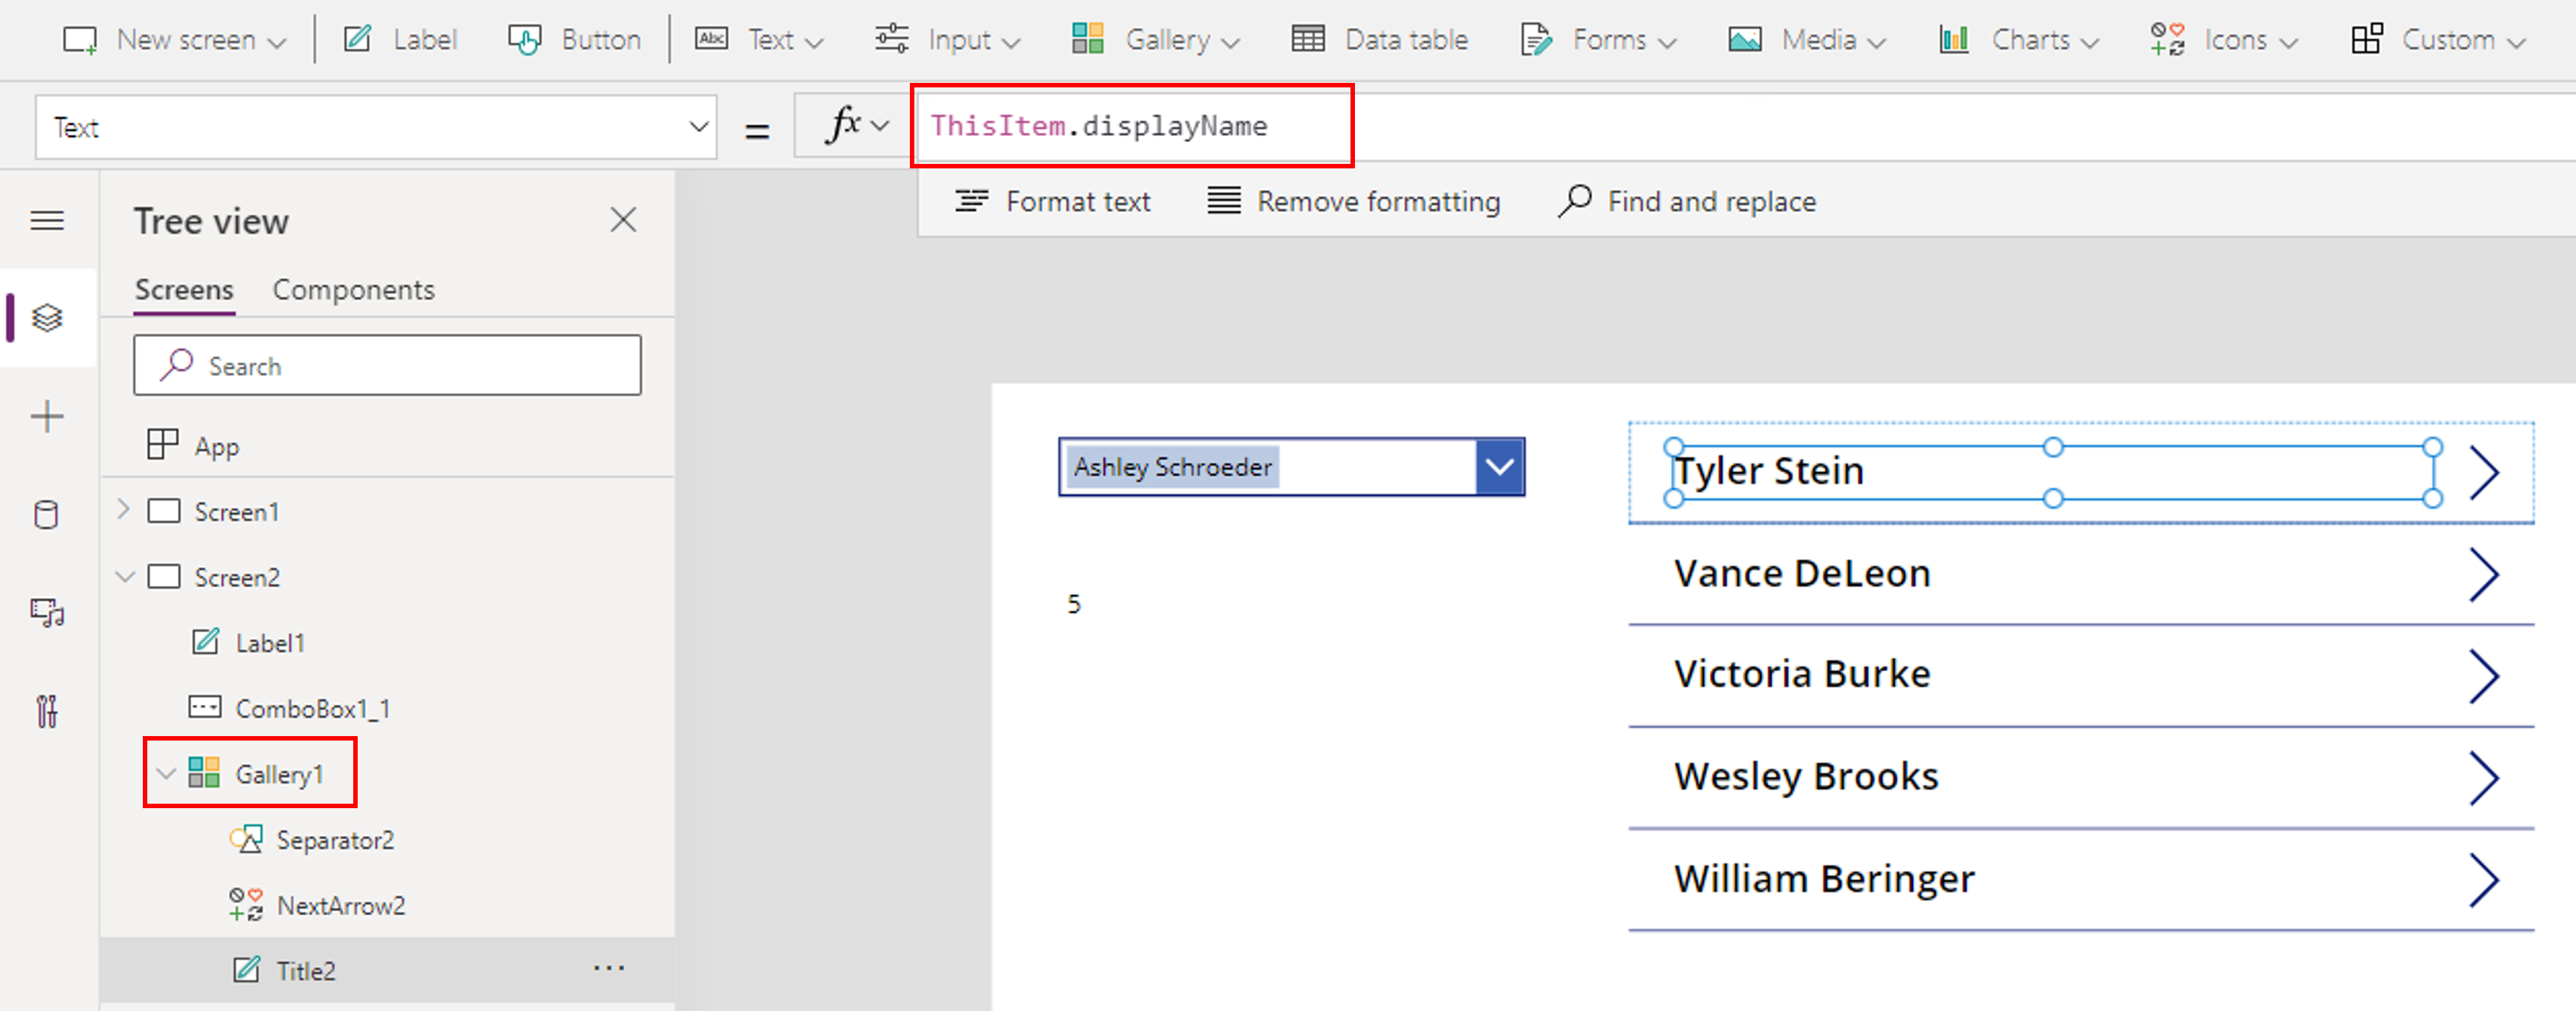 New screen Label Button Abc Text Input Gallery Data table Forms Media Charts Icons Custom
Text = fx ThisItem.displayName
Format text Remove formatting Find and replace
Tree view
Screens Components
Search
App
Screen1
Screen2
Label1
ComboBox1_1
Gallery1
Separator2
NextArrow2
Title2 ...
Ashley Schroeder
5
Tyler Stein
Vance DeLeon
Victoria Burke
Wesley Brooks
William Beringer